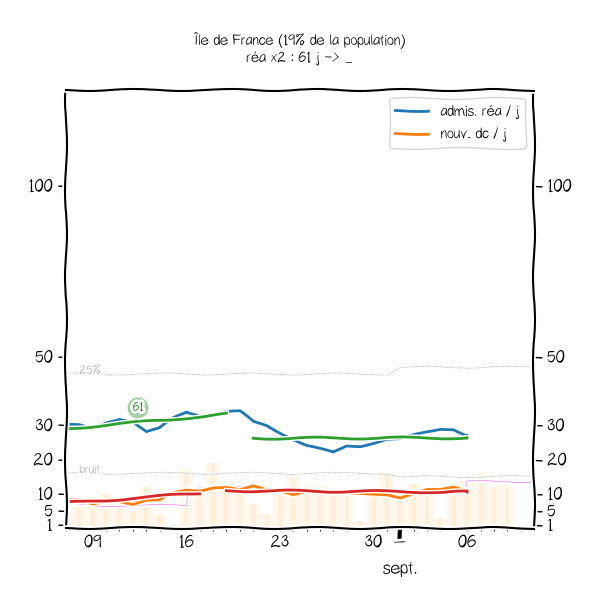 Île de France (19% de la population)
réa x2 : 61 j -> _
admis. réa / j
nouv. dc / j
100 100
50 50
25%
61
30 30
20 20
bruit
10 10
5 5
1 1
09 16 23 30 06
sept.